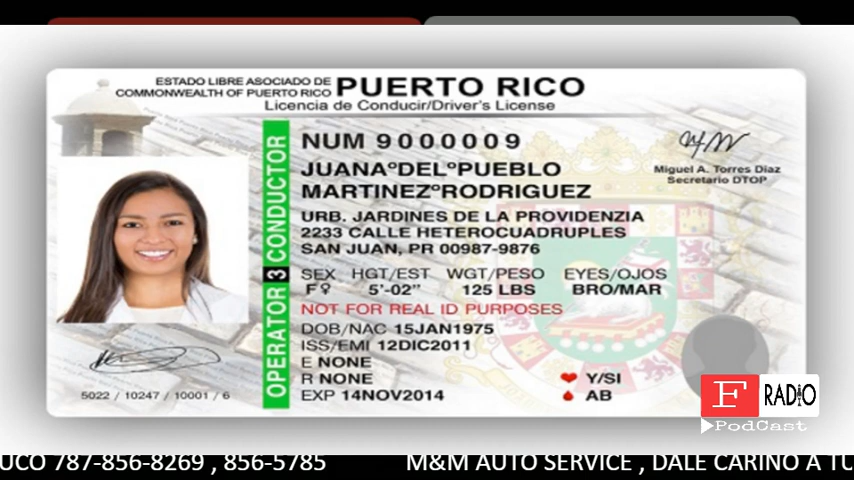 ESTADO LIBRE ASOCIADO DE
COMMONWEALTH OF PUERTO RICO
PUERTO RICO
Licencia de Conducir/Driver's License
OPERATOR 3 CONDUCTOR
NUM 9000009
JUANA°DEL°PUEBLO
MARTINEZ°RODRIGUEZ
URB. JARDINES DE LA PROVIDENZIA
2233 CALLE HETEROCUADRUPLES
SAN JUAN, PR 00987-9876
Miguel A. Torres Díaz
Secretario DTOP
SEX HGT/EST WGT/PESO EYES/OJOS
F♀ 5'-02" 125 LBS BRO/MAR
NOT FOR REAL ID PURPOSES
DOB/NAC 15JAN1975
ISS/EMI 12DIC2011
E NONE
R NONE
EXP 14NOV2014
Y/SI
AB
5022 / 10247 / 10001 / 6
F RADIO
PodCast
UCO 787-856-8269 , 856-5785 M&M AUTO SERVICE , DALE CARINO A TU